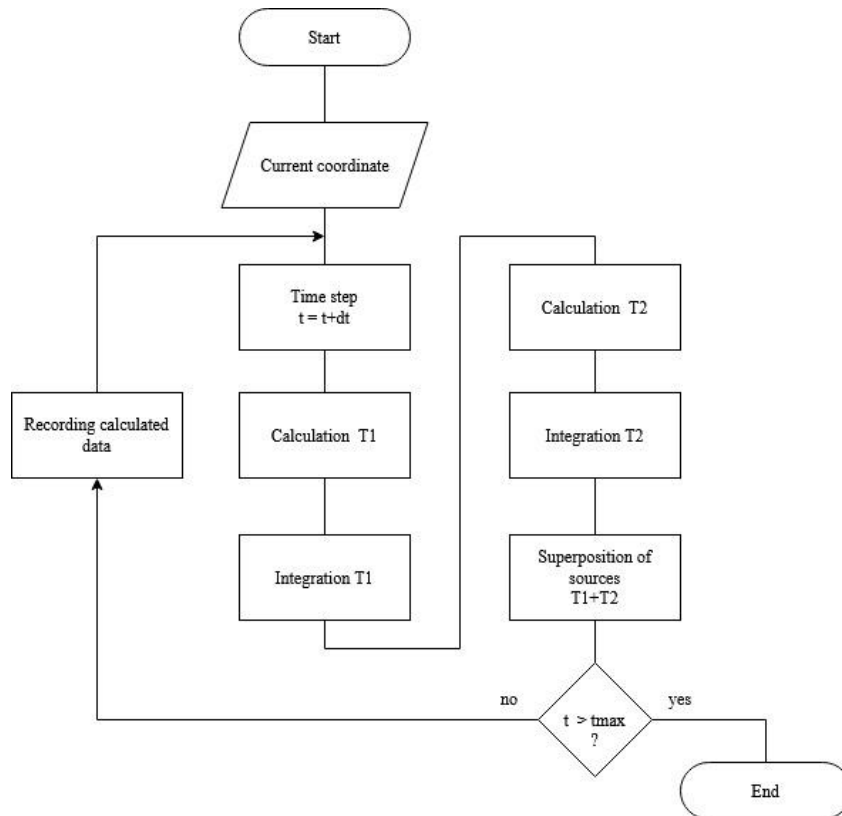 Start
Current coordinate
Time step
t = t+dt
Calculation T1
Integration T1
Calculation T2
Integration T2
Superposition of
sources
T1+T2
t > tmax
?
no
yes
Recording calculated
data
End